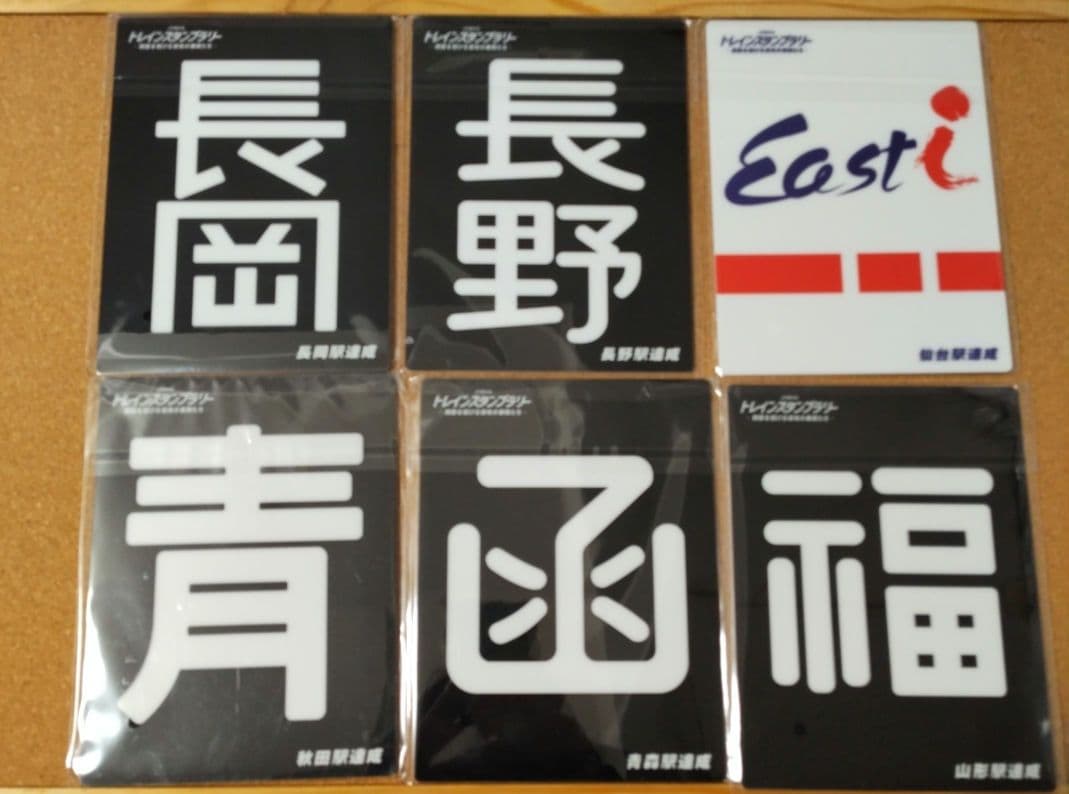 トレインスタンプラリー
長
岡
長岡駅達成
トレインスタンプラリー
長
野
長野駅達成
トレインスタンプラリー
East i
仙台駅達成
トレインスタンプラリー
青
秋田駅達成
トレインスタンプラリー
函
青森駅達成
トレインスタンプラリー
福
山形駅達成